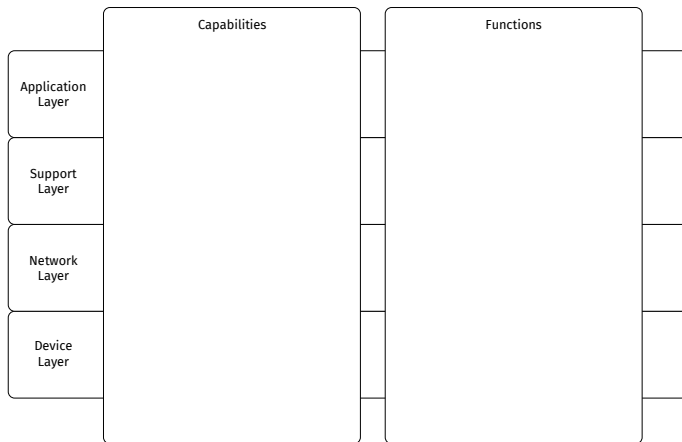 Capabilities
Functions
Application
Layer
Support
Layer
Network
Layer
Device
Layer